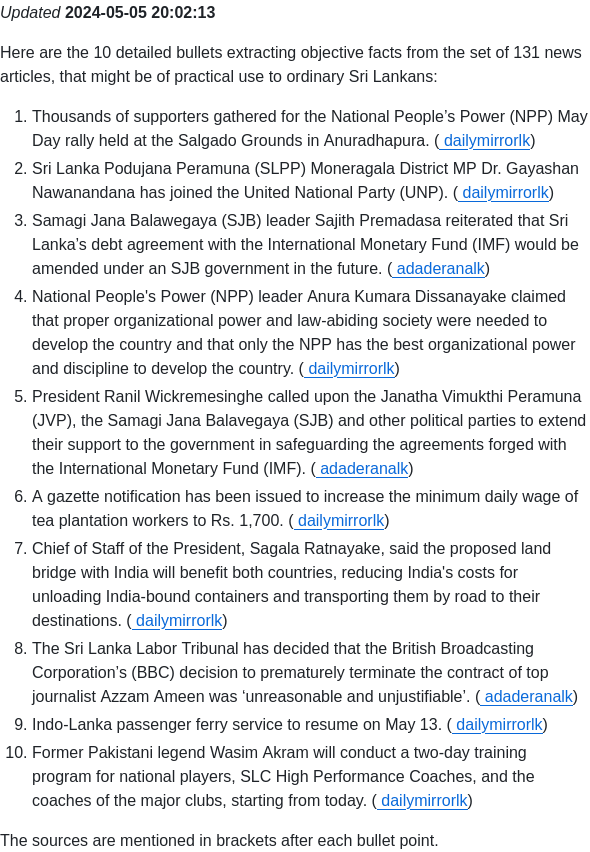 Updated 2024-05-05 20:02:13
Here are the 10 detailed bullets extracting objective facts from the set of 131 news
articles, that might be of practical use to ordinary Sri Lankans:
1. Thousands of supporters gathered for the National People’s Power (NPP) May
Day rally held at the Salgado Grounds in Anuradhapura. ( dailymirrorlk)
2. Sri Lanka Podujana Peramuna (SLPP) Moneragala District MP Dr. Gayashan
Nawanandana has joined the United National Party (UNP). ( dailymirrorlk)
3. Samagi Jana Balawegaya (SJB) leader Sajith Premadasa reiterated that Sri
Lanka’s debt agreement with the International Monetary Fund (IMF) would be
amended under an SJB government in the future. ( adaderanalk)
4. National People's Power (NPP) leader Anura Kumara Dissanayake claimed
that proper organizational power and law-abiding society were needed to
develop the country and that only the NPP has the best organizational power
and discipline to develop the country. ( dailymirrorlk)
5. President Ranil Wickremesinghe called upon the Janatha Vimukthi Peramuna
(JVP), the Samagi Jana Balavegaya (SJB) and other political parties to extend
their support to the government in safeguarding the agreements forged with
the International Monetary Fund (IMF). ( adaderanalk)
6. A gazette notification has been issued to increase the minimum daily wage of
tea plantation workers to Rs. 1,700. ( dailymirrorlk)
7. Chief of Staff of the President, Sagala Ratnayake, said the proposed land
bridge with India will benefit both countries, reducing India's costs for
unloading India-bound containers and transporting them by road to their
destinations. ( dailymirrorlk)
8. The Sri Lanka Labor Tribunal has decided that the British Broadcasting
Corporation’s (BBC) decision to prematurely terminate the contract of top
journalist Azzam Ameen was ‘unreasonable and unjustifiable’. ( adaderanalk)
9. Indo-Lanka passenger ferry service to resume on May 13. ( dailymirrorlk)
10. Former Pakistani legend Wasim Akram will conduct a two-day training
program for national players, SLC High Performance Coaches, and the
coaches of the major clubs, starting from today. ( dailymirrorlk)
The sources are mentioned in brackets after each bullet point.